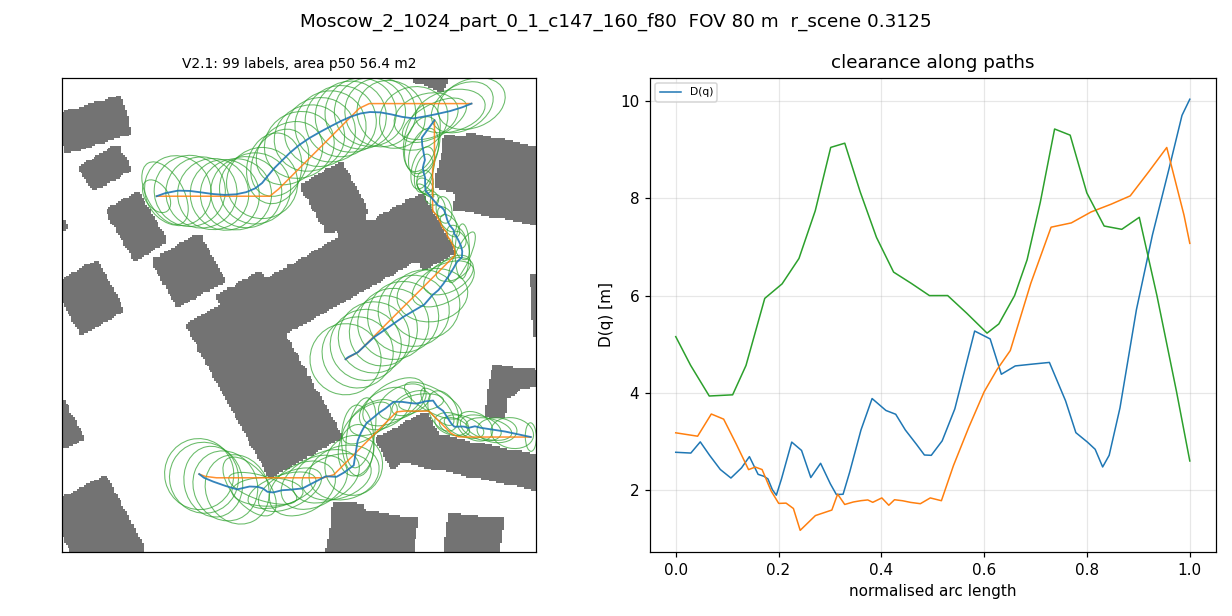 Moscow_2_1024_part_0_1_c147_160_f80  FOV 80 m  r_scene 0.3125
V2.1: 99 labels, area p50 56.4 m2
clearance along paths
D(q)
D(q) [m]
10
8
6
4
2
0.0
0.2
0.4
0.6
0.8
1.0
normalised arc length